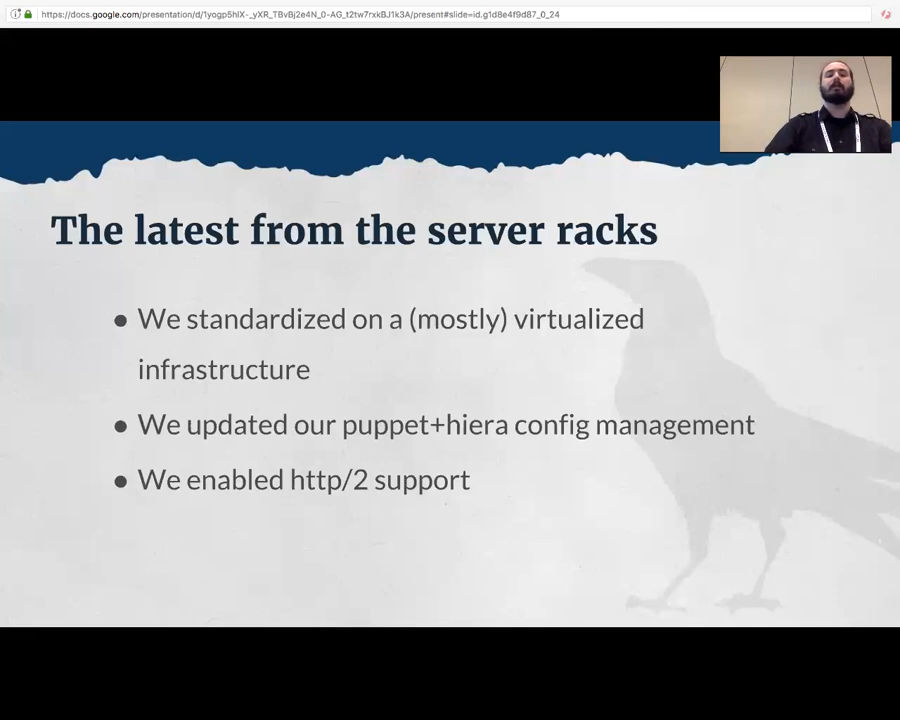 https://docs.google.com/presentation/d/1yogp5hlX-_yXR_TBvBj2e4N_0-AG_t2tw7rxkBJ1k3A/present#slide=id.g1d8e4f9d87_0_24
The latest from the server racks
● We standardized on a (mostly) virtualized
infrastructure
● We updated our puppet+hiera config management
● We enabled http/2 support